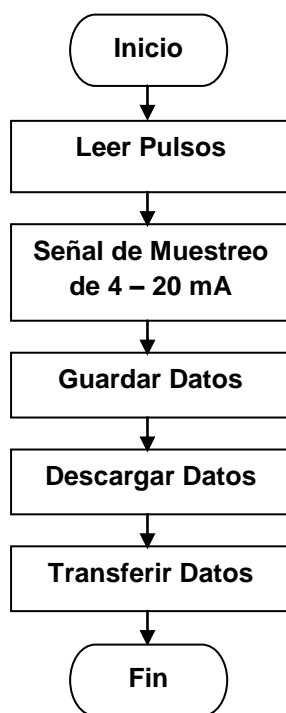 Inicio
Leer Pulsos
Señal de Muestreo
de 4 – 20 mA
Guardar Datos
Descargar Datos
Transferir Datos
Fin